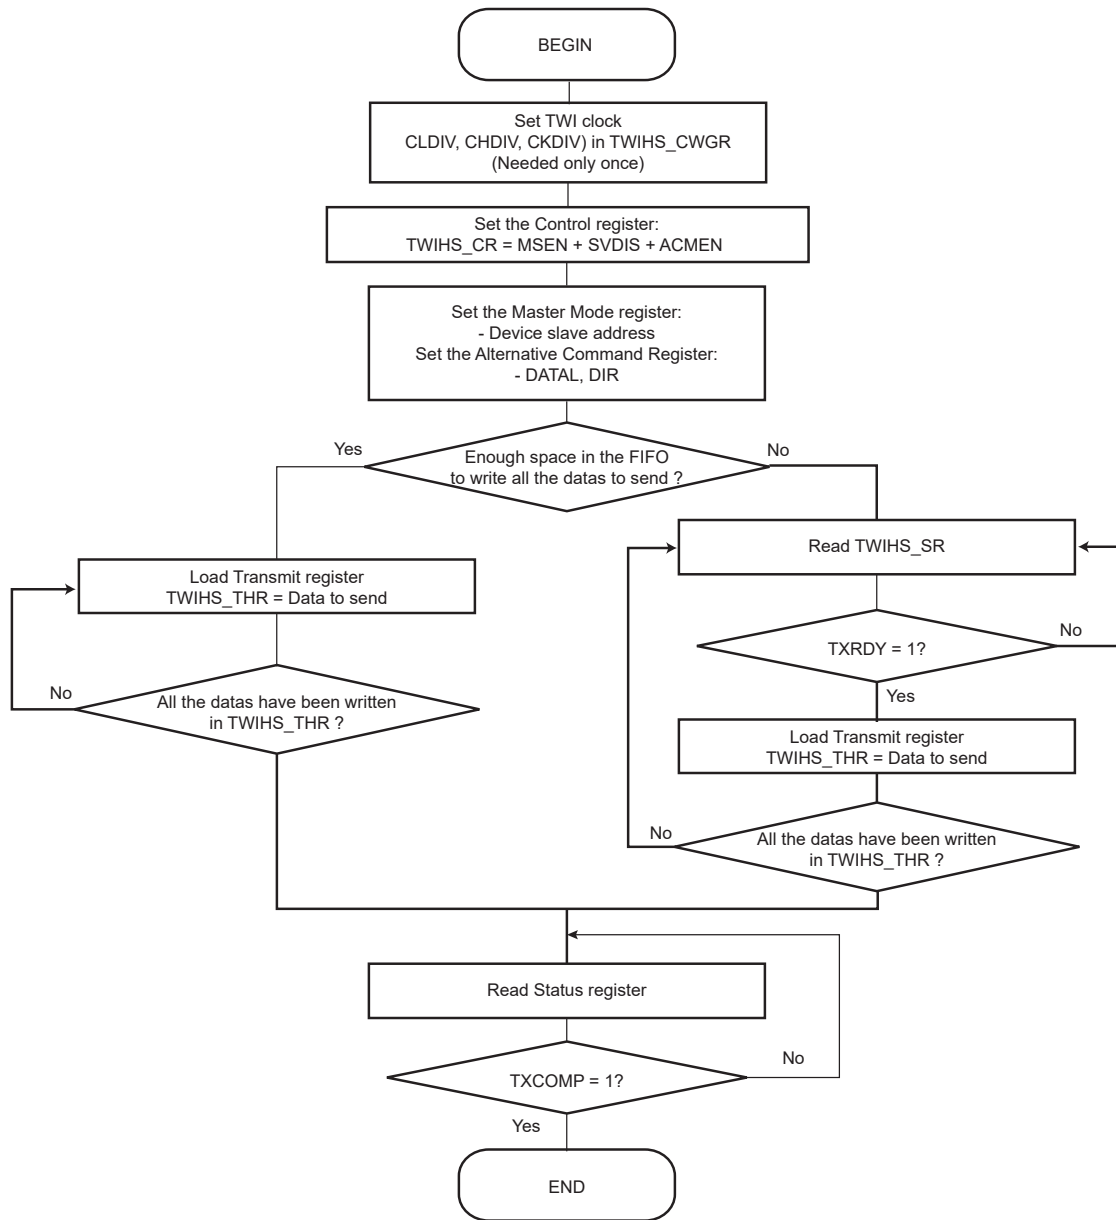 BEGIN
Set TWI clock
CLDIV, CHDIV, CKDIV) in TWIHS_CWGR
(Needed only once)
Set the Control register:
TWIHS_CR = MSEN + SVDIS + ACMEN
Set the Master Mode register:
- Device slave address
Set the Alternative Command Register:
- DATAL, DIR
Yes
Enough space in the FIFO
to write all the datas to send ?
No
Load Transmit register
TWIHS_THR = Data to send
No
All the datas have been written
in TWIHS_THR ?
Read TWIHS_SR
TXRDY = 1?
No
Yes
Load Transmit register
TWIHS_THR = Data to send
No
All the datas have been written
in TWIHS_THR ?
Read Status register
TXCOMP = 1?
No
Yes
END